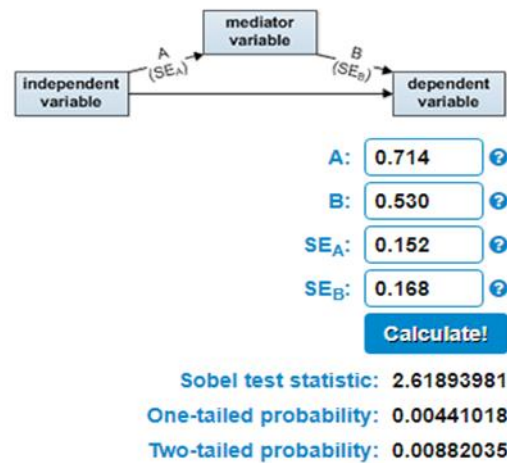 mediator
variable
A
(SEA)
B
(SEB)
independent
variable
dependent
variable
A: 0.714 ?
B: 0.530 ?
SEA: 0.152 ?
SEB: 0.168 ?
Calculate!
Sobel test statistic: 2.61893981
One-tailed probability: 0.00441018
Two-tailed probability: 0.00882035